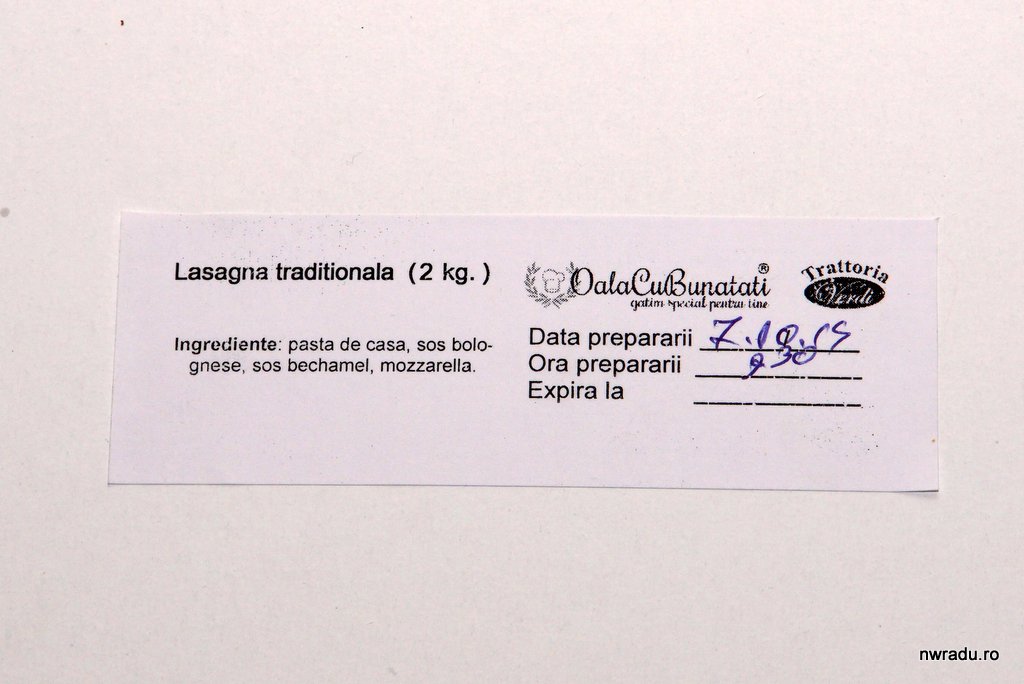 Lasagna traditionala (2 kg. )
Ingrediente: pasta de casa, sos bolo-
gnese, sos bechamel, mozzarella.
OalaCuBunatati®
gatim special pentru tine
Trattoria
Verdi
Data prepararii 7.10.15
Ora prepararii 9 30
Expira la
nwradu.ro